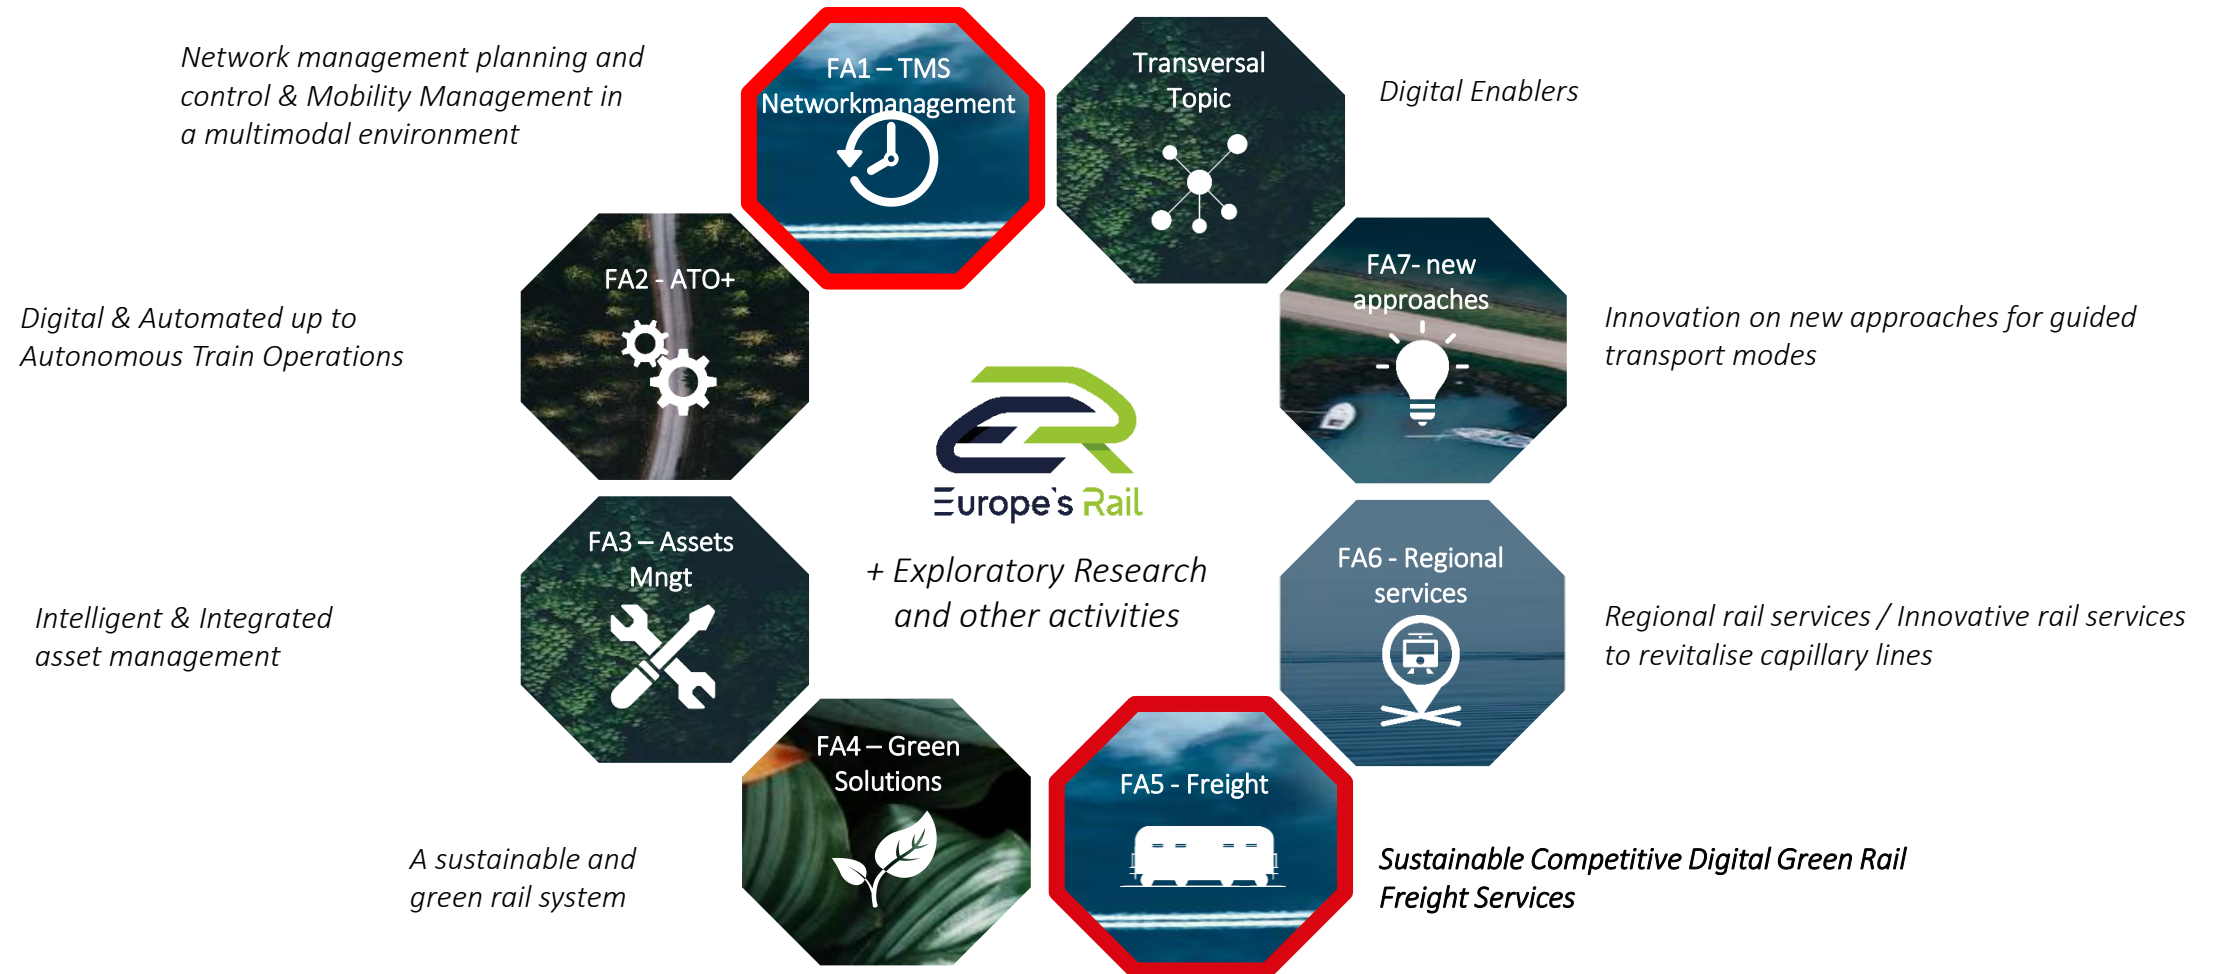 Network management planning and
control & Mobility Management in
a multimodal environment
FA1 – TMS
Networkmanagement
Transversal
Topic
Digital Enablers
FA2 - ATO+
Digital & Automated up to
Autonomous Train Operations
FA7- new
approaches
Innovation on new approaches for guided
transport modes
Europe's Rail
+ Exploratory Research
and other activities
FA3 – Assets
Mngt
Intelligent & Integrated
asset management
FA6 - Regional
services
Regional rail services / Innovative rail services
to revitalise capillary lines
FA4 – Green
Solutions
A sustainable and
green rail system
FA5 - Freight
Sustainable Competitive Digital Green Rail
Freight Services